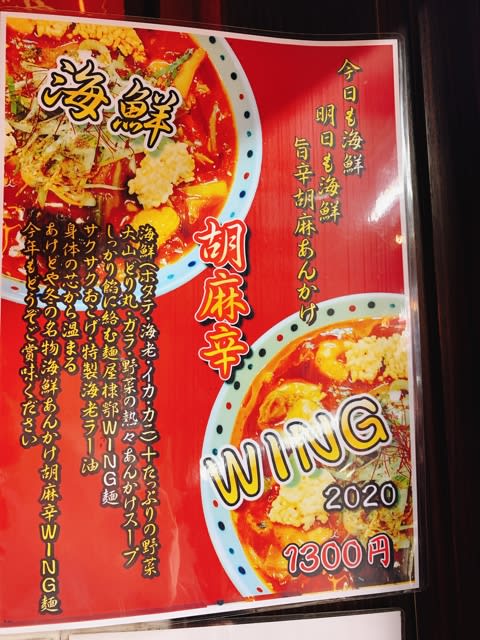 今日も海鮮
明日も海鮮
旨辛胡麻あんかけ
海鮮
胡麻辛
WING
2020
1300円
海鮮(ホタテ・海老・イカ・カニ)+たっぷりの野菜
大山どり丸・ガラ・野菜の熱々あんかけスープ
しっかり餡に絡む麺屋棣鄂WING麺
サクサクおこげ・特製海老ラー油
身体の芯から温まる
あけどや冬の名物海鮮あんかけ胡麻辛WING麺
今年もどうぞご賞味ください